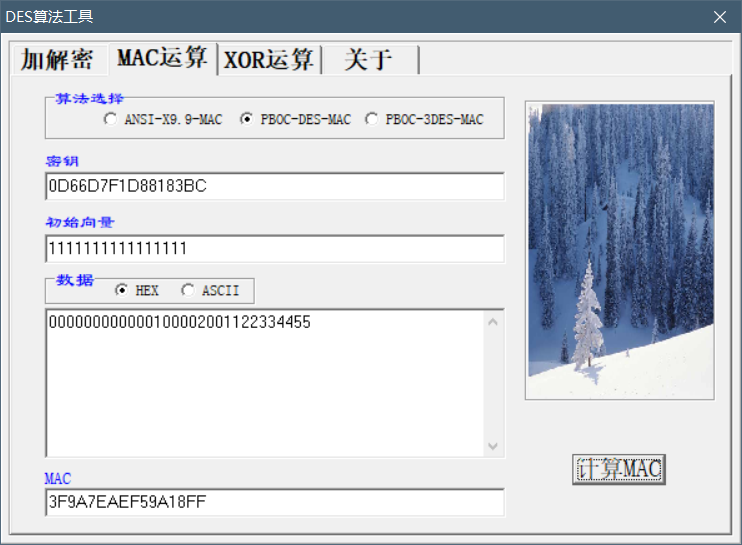 DES算法工具
加解密 MAC运算 XOR运算 关于
算法选择
ANSI-X9.9-MAC PBOC-DES-MAC PBOC-3DES-MAC
密钥
0D66D7F1D88183BC
初始向量
1111111111111111
数据 HEX ASCII
000000000000100002001122334455
MAC
3F9A7EAEF59A18FF
计算MAC